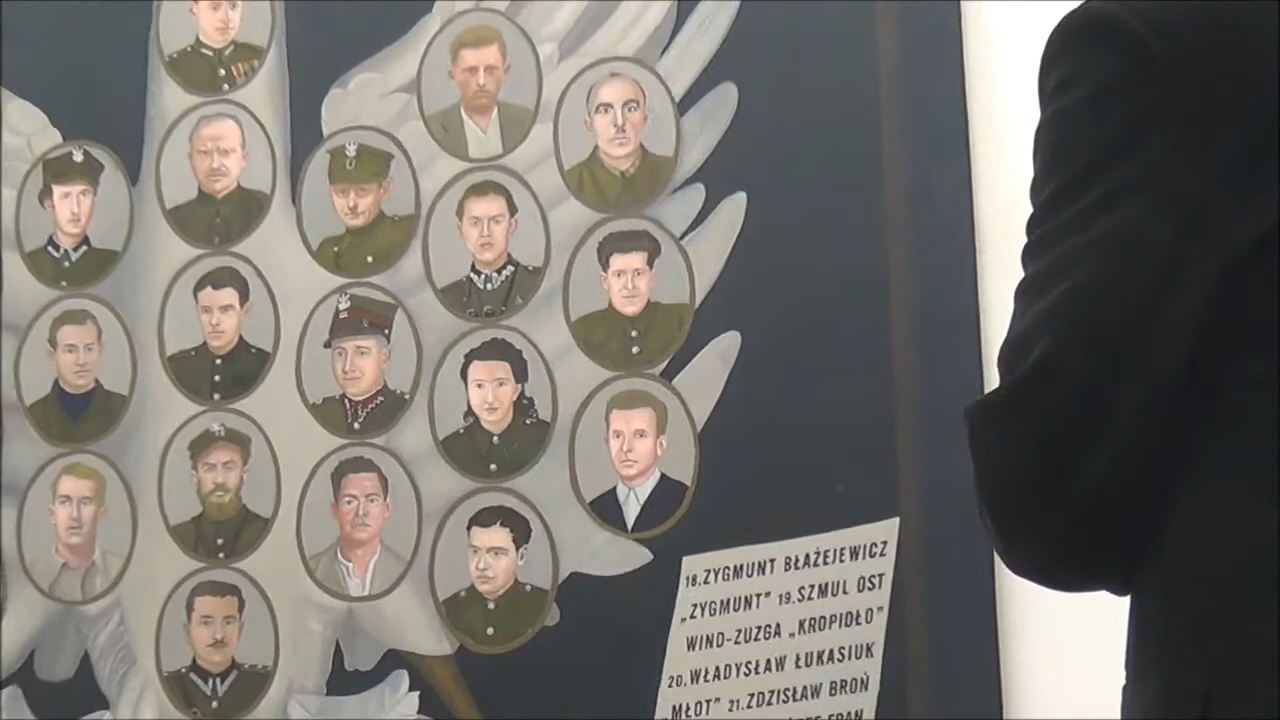 18.ZYGMUNT BŁAŻEJEWICZ
„ZYGMUNT" 19.SZMUL OST
WIND-ZUZGA „KROPIDŁO"
20.WŁADYSŁAW ŁUKASIUK
„MŁOT" 21.ZDZISŁAW BROŃ